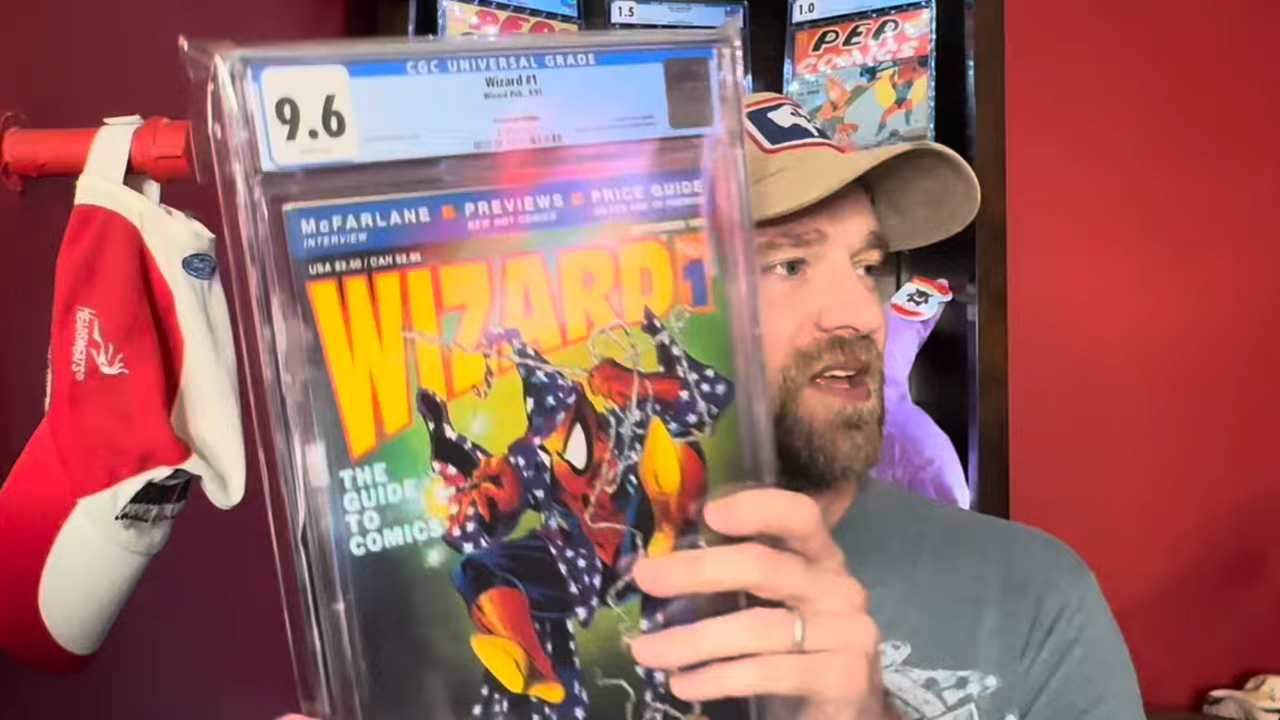 1.5
1.0
PEP
COMICS
CGC UNIVERSAL GRADE
9.6
Wizard #1
Wizard Pub., 9/91
McFARLANE ■ PREVIEWS ■ PRICE GUIDE
INTERVIEW
NEW HOT COMICS
USA $2.50 / CAN $2.95
WIZARD
1
THE
GUIDE
TO
COMICS